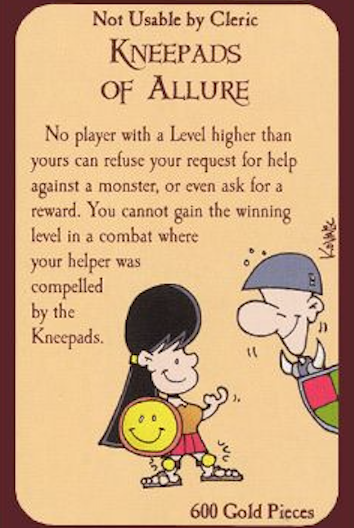 Not Usable by Cleric
Kneepads
of Allure
No player with a Level higher than
yours can refuse your request for help
against a monster, or even ask for a
reward. You cannot gain the winning
level in a combat where
your helper was
compelled
by the
Kneepads.
Kovalic
600 Gold Pieces